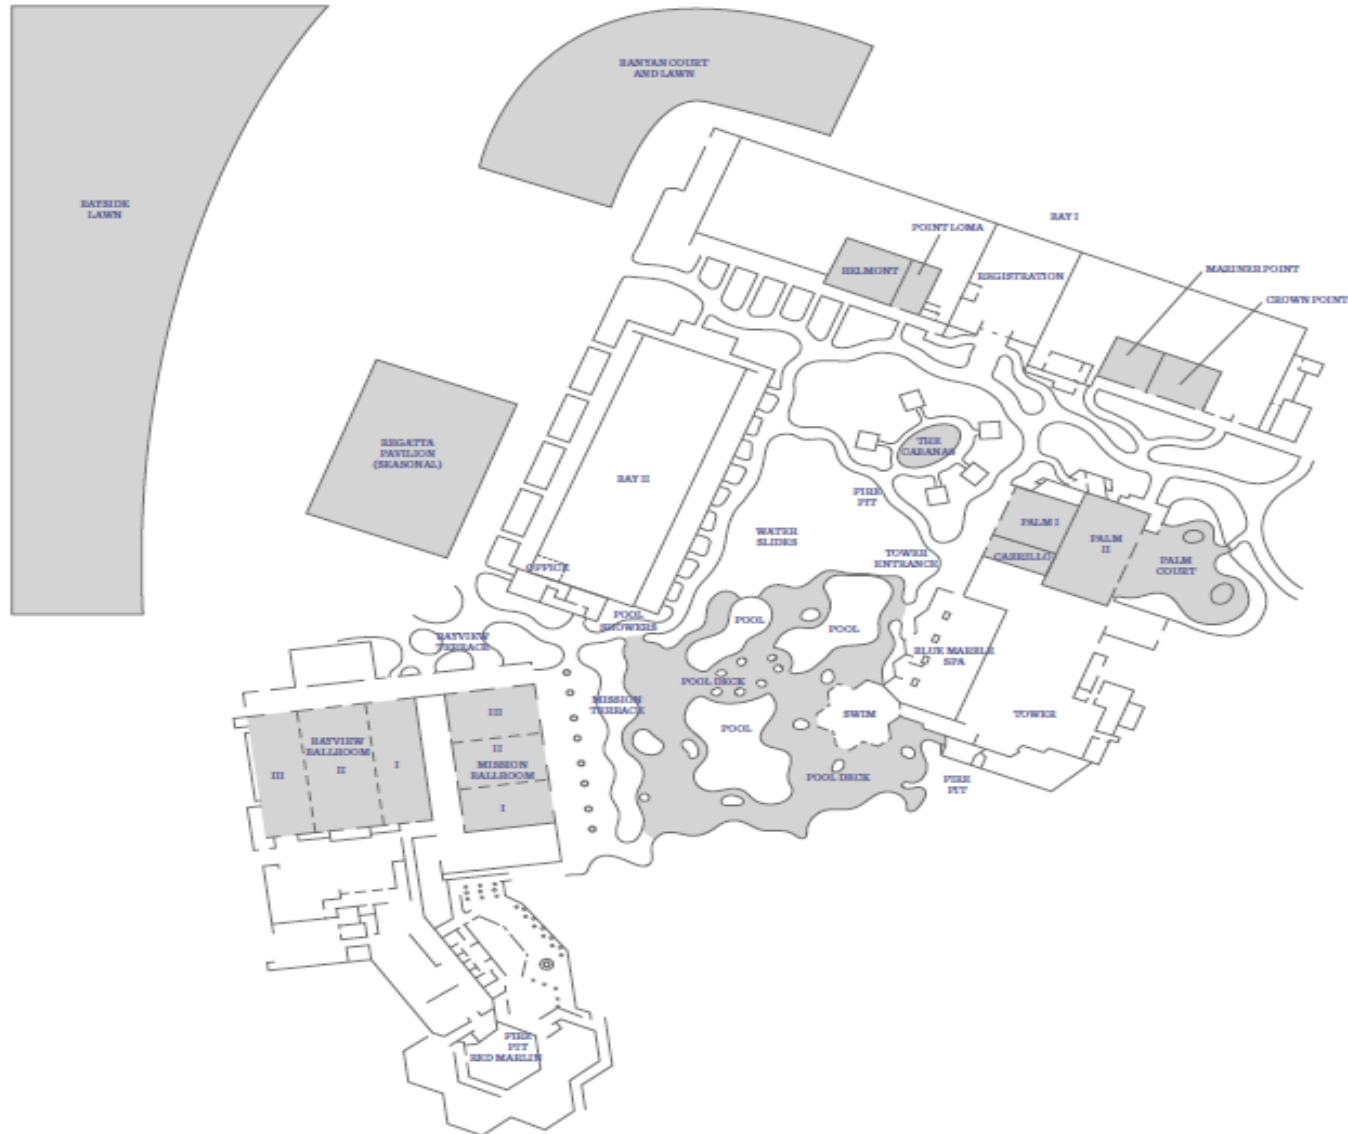 BANYAN COURT
AND LAWN
BAYSIDE
LAWN
BAY I
POINT LOMA
BELMONT
REGISTRATION
MARINER POINT
CROWN POINT
REGATTA
PAVILION
(SEASONAL)
THE
CABANAS
BAY II
FIRE
PIT
WATER
SLIDES
PALM I
PALM
II
CABRILLO
TOWER
ENTRANCE
PALM
COURT
OFFICE
POOL
SHOWERS
POOL
POOL
BAYVIEW
TERRACE
BLUE MARBLE
SPA
POOL DECK
MISSION
TERRACE
SWIM
TOWER
POOL
III
II
MISSION
BALLROOM
I
BAYVIEW
BALLROOM
III
II
I
POOL DECK
FIRE
PIT
FIRE
PIT
RED MARLIN